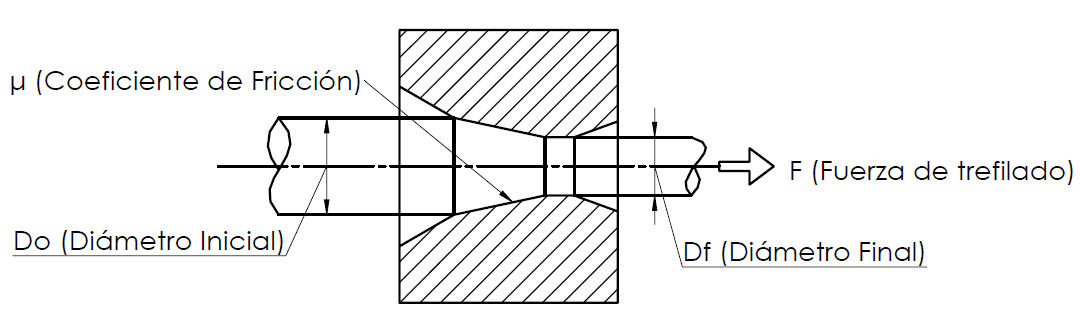 μ (Coeficiente de Fricción)
F (Fuerza de trefilado)
Do (Diámetro Inicial)
Df (Diámetro Final)